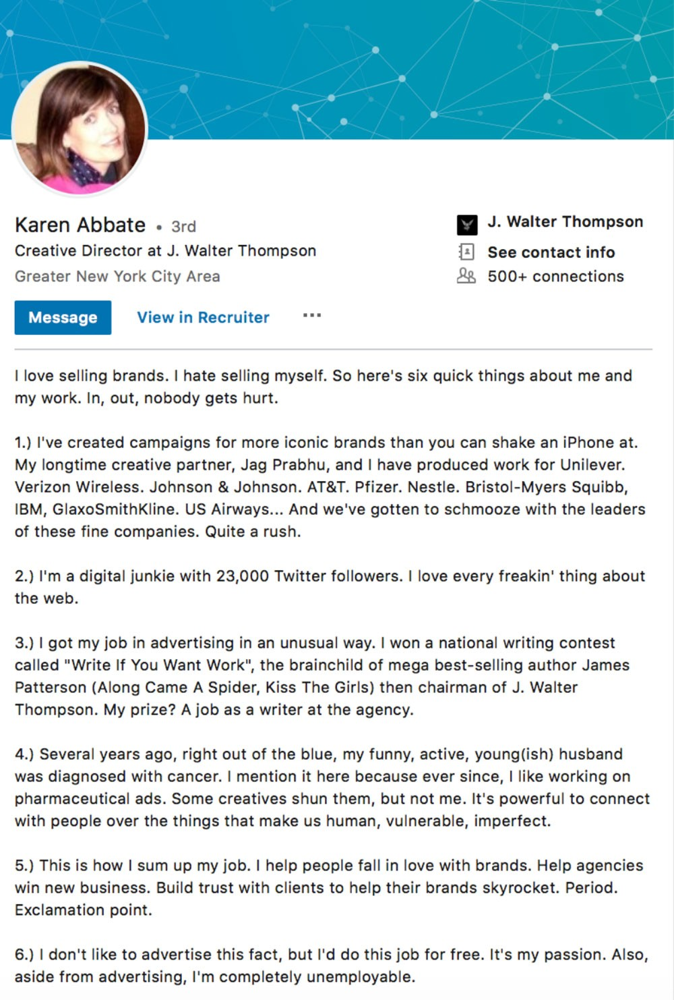 Karen Abbate • 3rd
Creative Director at J. Walter Thompson
Greater New York City Area
J. Walter Thompson
See contact info
500+ connections
Message
View in Recruiter
...
I love selling brands. I hate selling myself. So here's six quick things about me and
my work. In, out, nobody gets hurt.
1.) I've created campaigns for more iconic brands than you can shake an iPhone at.
My longtime creative partner, Jag Prabhu, and I have produced work for Unilever.
Verizon Wireless. Johnson & Johnson. AT&T. Pfizer. Nestle. Bristol-Myers Squibb,
IBM, GlaxoSmithKline. US Airways... And we've gotten to schmooze with the leaders
of these fine companies. Quite a rush.
2.) I'm a digital junkie with 23,000 Twitter followers. I love every freakin' thing about
the web.
3.) I got my job in advertising in an unusual way. I won a national writing contest
called "Write If You Want Work", the brainchild of mega best-selling author James
Patterson (Along Came A Spider, Kiss The Girls) then chairman of J. Walter
Thompson. My prize? A job as a writer at the agency.
4.) Several years ago, right out of the blue, my funny, active, young(ish) husband
was diagnosed with cancer. I mention it here because ever since, I like working on
pharmaceutical ads. Some creatives shun them, but not me. It's powerful to connect
with people over the things that make us human, vulnerable, imperfect.
5.) This is how I sum up my job. I help people fall in love with brands. Help agencies
win new business. Build trust with clients to help their brands skyrocket. Period.
Exclamation point.
6.) I don't like to advertise this fact, but I'd do this job for free. It's my passion. Also,
aside from advertising, I'm completely unemployable.